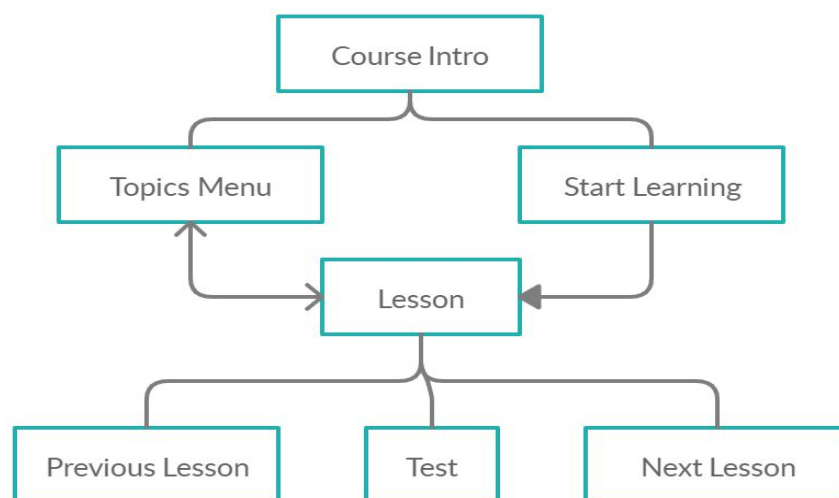 Course Intro
Topics Menu
Start Learning
Lesson
Previous Lesson
Test
Next Lesson